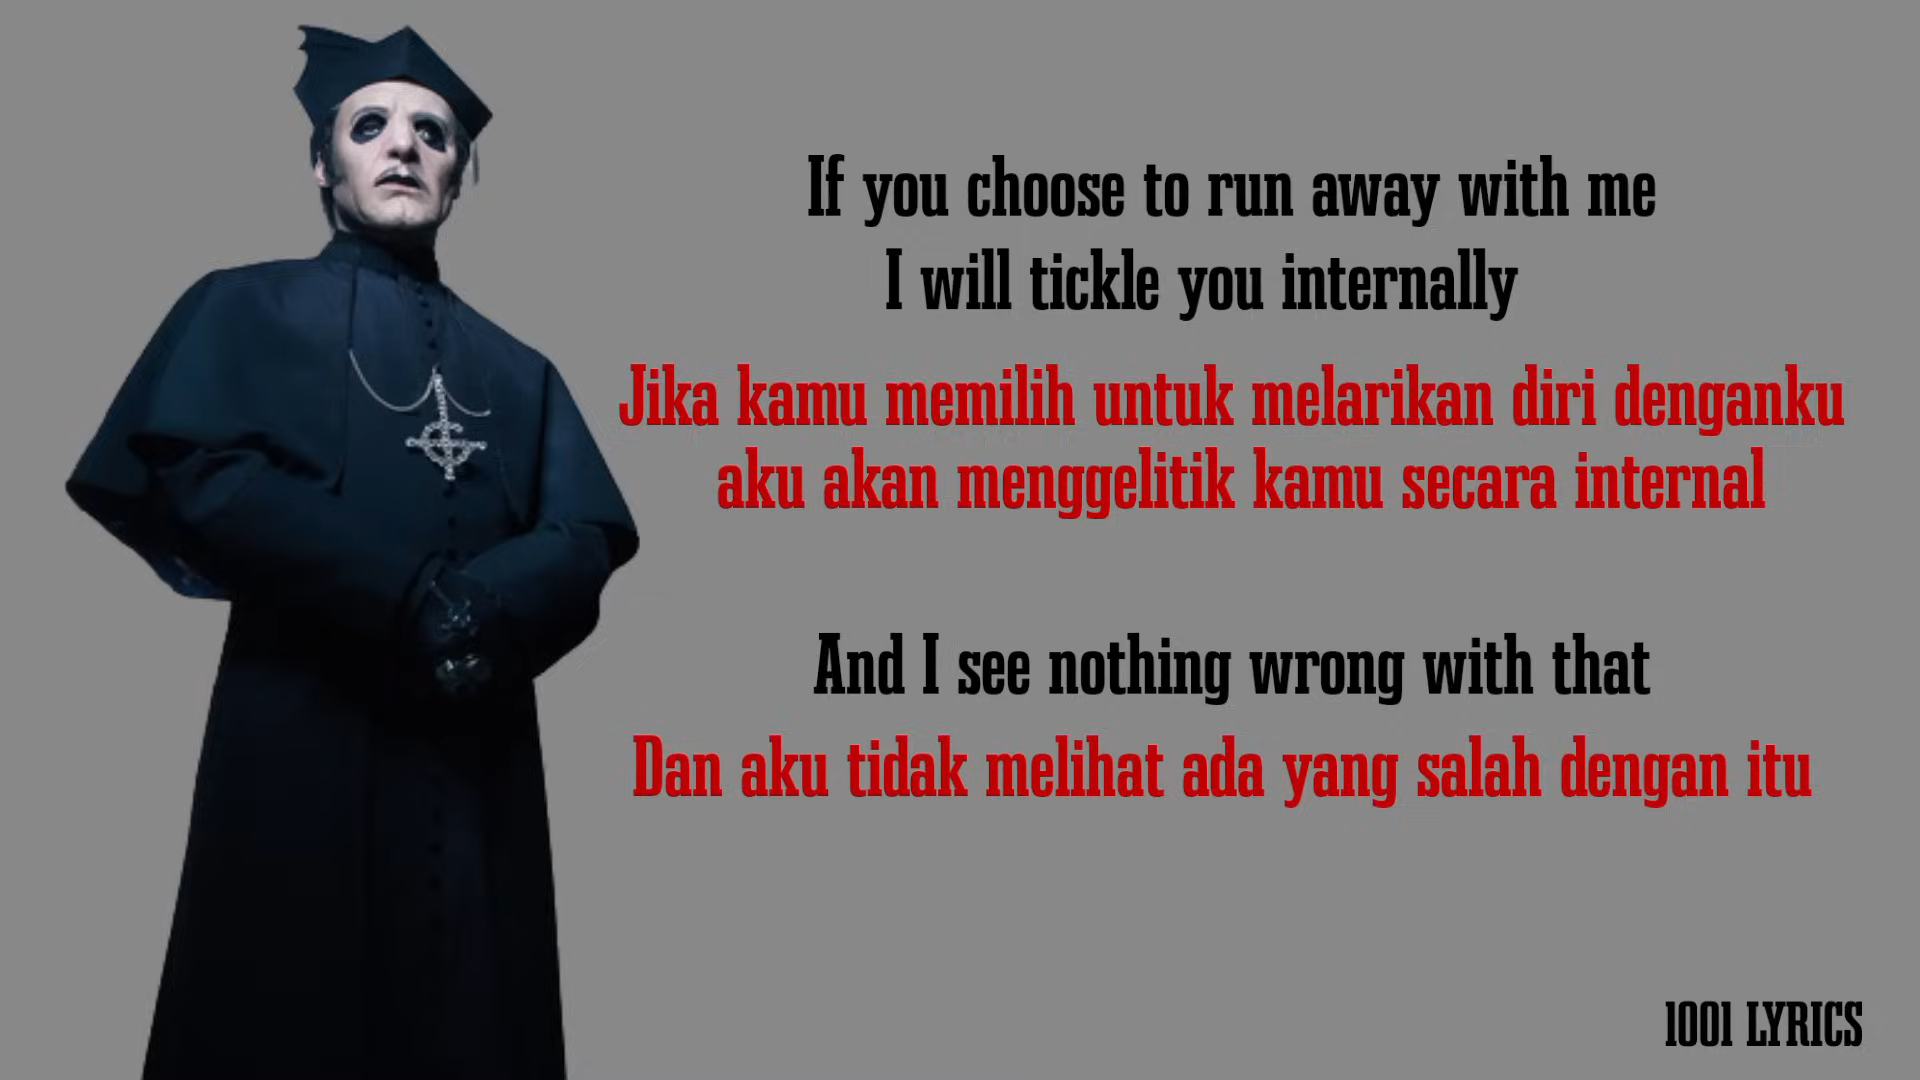 If you choose to run away with me
I will tickle you internally
Jika kamu memilih untuk melarikan diri denganku
aku akan menggelitik kamu secara internal
And I see nothing wrong with that
Dan aku tidak melihat ada yang salah dengan itu
1001 LYRICS